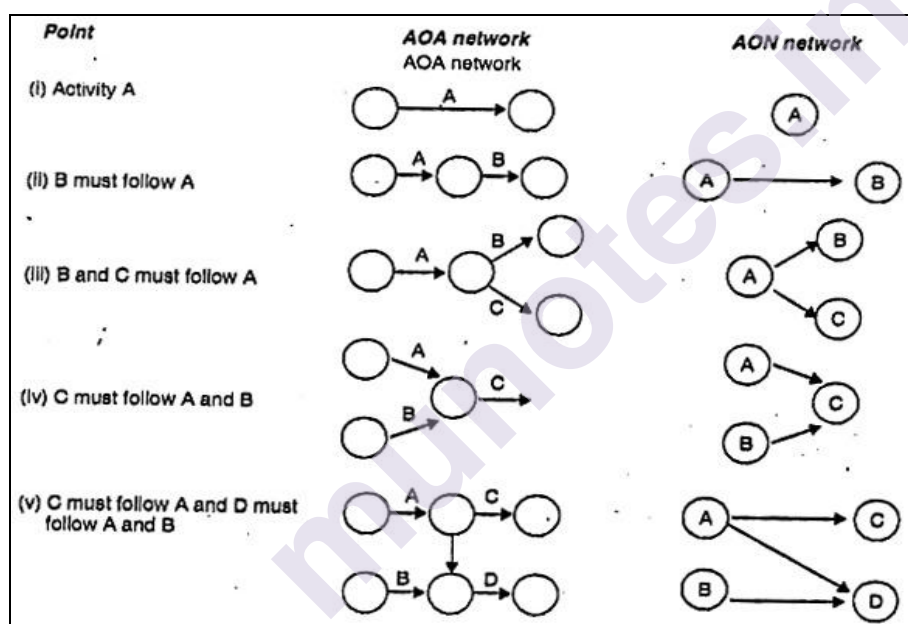 Point
AOA network
AON network
AOA network
(i) Activity A
A
A
(ii) B must follow A
A
B
A
B
(iii) B and C must follow A
A
B
C
A
B
C
(iv) C must follow A and B
A
B
C
A
B
C
(v) C must follow A and D must
follow A and B
A
C
B
D
A
C
B
D
munotes.in